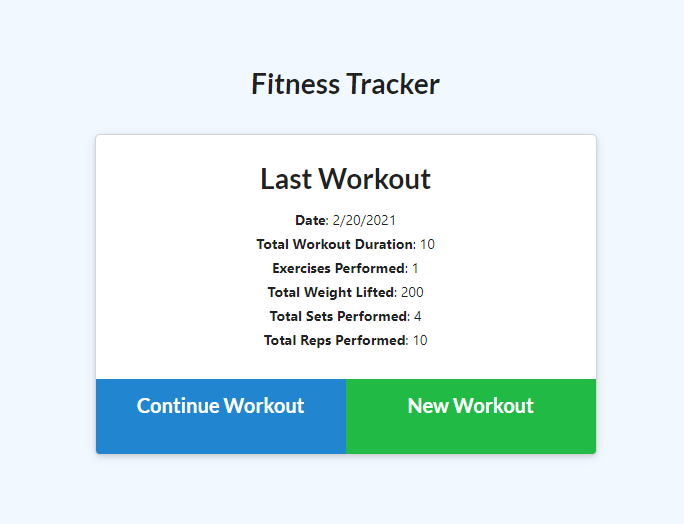 Fitness Tracker
Last Workout
Date: 2/20/2021
Total Workout Duration: 10
Exercises Performed: 1
Total Weight Lifted: 200
Total Sets Performed: 4
Total Reps Performed: 10
Continue Workout New Workout